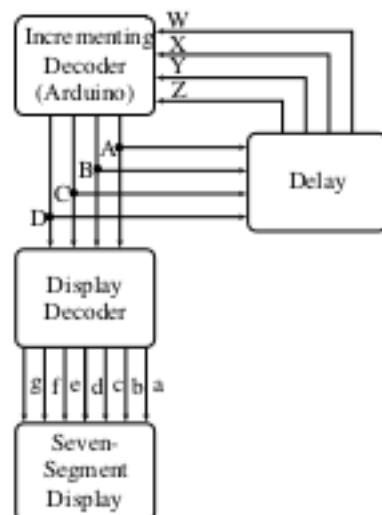 W
Incrementing
X
Decoder
Y
(Arduino)
Z
A
B
Delay
C
D
Display
Decoder
g f e d c b a
Seven-
Segment
Display